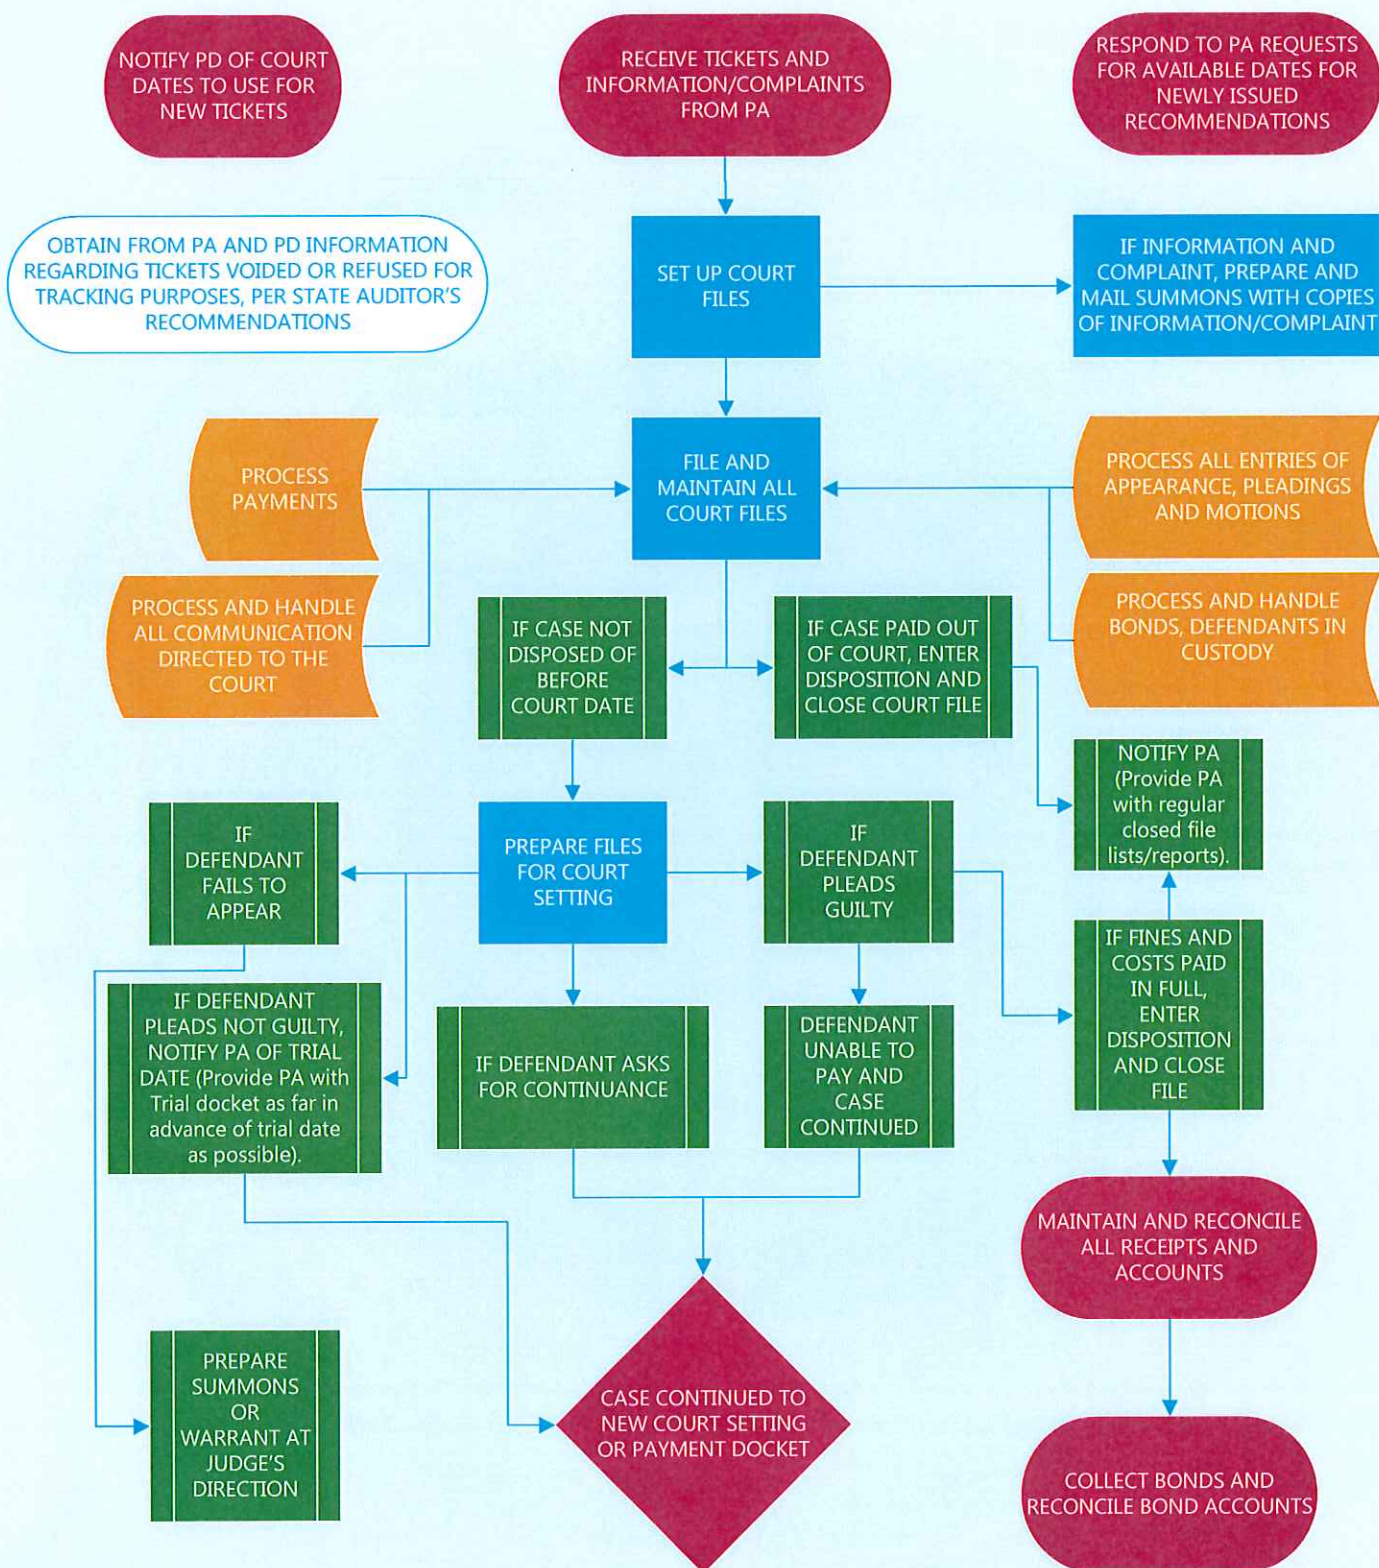 NOTIFY PD OF COURT
DATES TO USE FOR
NEW TICKETS
RECEIVE TICKETS AND
INFORMATION/COMPLAINTS
FROM PA
RESPOND TO PA REQUESTS
FOR AVAILABLE DATES FOR
NEWLY ISSUED
RECOMMENDATIONS
OBTAIN FROM PA AND PD INFORMATION
REGARDING TICKETS VOIDED OR REFUSED FOR
TRACKING PURPOSES, PER STATE AUDITOR'S
RECOMMENDATIONS
SET UP COURT
FILES
IF INFORMATION AND
COMPLAINT, PREPARE AND
MAIL SUMMONS WITH COPIES
OF INFORMATION/COMPLAINT
PROCESS
PAYMENTS
FILE AND
MAINTAIN ALL
COURT FILES
PROCESS ALL ENTRIES OF
APPEARANCE, PLEADINGS
AND MOTIONS
PROCESS AND HANDLE
ALL COMMUNICATION
DIRECTED TO THE
COURT
IF CASE NOT
DISPOSED OF
BEFORE
COURT DATE
IF CASE PAID OUT
OF COURT, ENTER
DISPOSITION AND
CLOSE COURT FILE
PROCESS AND HANDLE
BONDS, DEFENDANTS IN
CUSTODY
NOTIFY PA
(Provide PA
with regular
closed file
lists/reports).
IF
DEFENDANT
FAILS TO
APPEAR
PREPARE FILES
FOR COURT
SETTING
IF
DEFENDANT
PLEADS
GUILTY
IF FINES AND
COSTS PAID
IN FULL,
ENTER
DISPOSITION
AND CLOSE
FILE
IF DEFENDANT
PLEADS NOT GUILTY,
NOTIFY PA OF TRIAL
DATE (Provide PA with
Trial docket as far in
advance of trial date
as possible).
IF DEFENDANT ASKS
FOR CONTINUANCE
DEFENDANT
UNABLE TO
PAY AND
CASE
CONTINUED
MAINTAIN AND RECONCILE
ALL RECEIPTS AND
ACCOUNTS
PREPARE
SUMMONS
OR
WARRANT AT
JUDGE'S
DIRECTION
CASE CONTINUED TO
NEW COURT SETTING
OR PAYMENT DOCKET
COLLECT BONDS AND
RECONCILE BOND ACCOUNTS